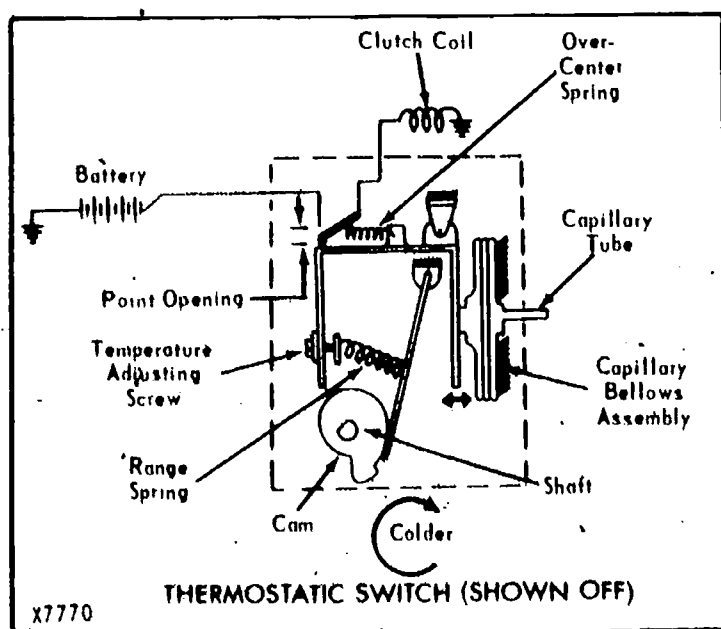 Clutch Coil
Over-
Center
Spring
Battery
Capillary
Tube
Point Opening
Temperature
Adjusting
Screw
Capillary
Bellows
Assembly
Range
Spring
Shaft
Cam
Colder
THERMOSTATIC SWITCH (SHOWN OFF)
X7770